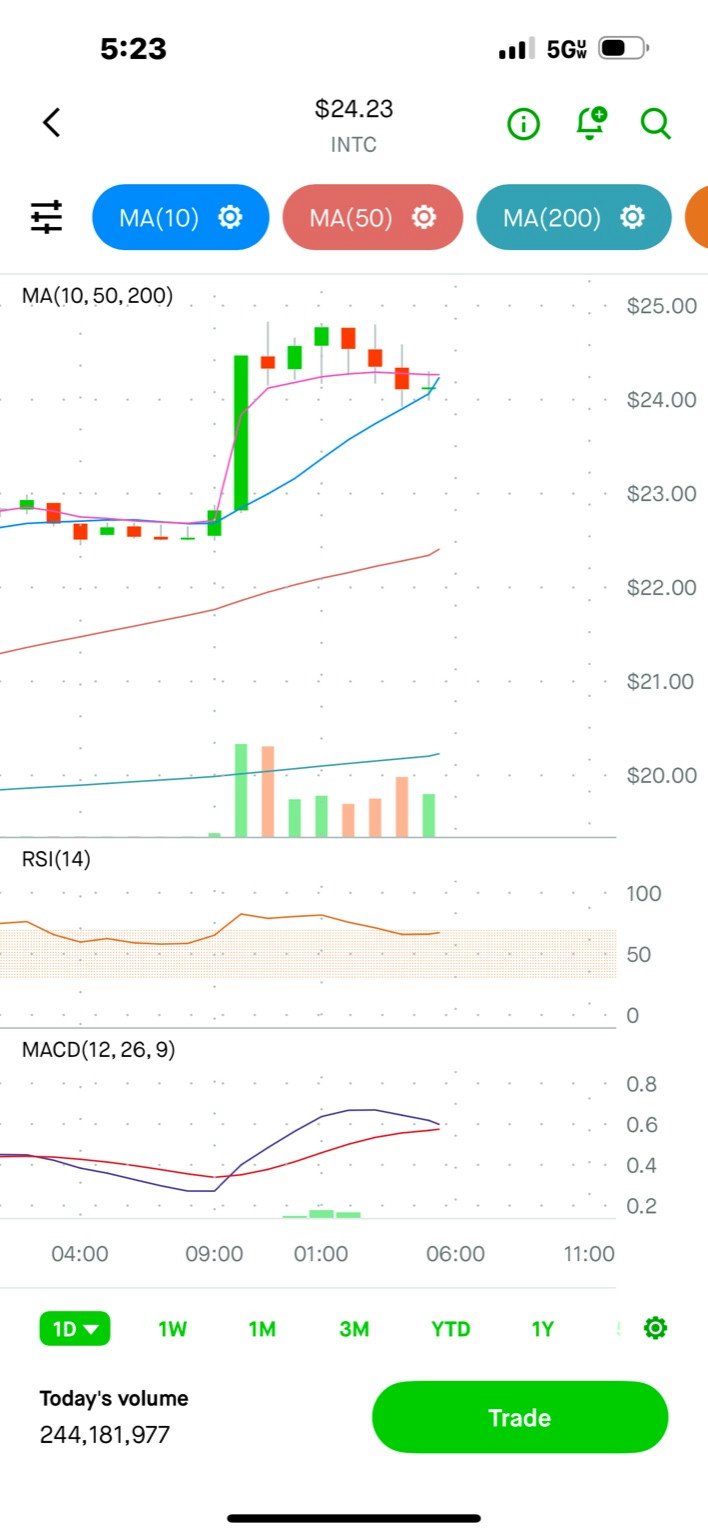 5:23
5GUW
$24.23
INTC
MA(10)
MA(50)
MA(200)
MA(10,50,200)
$25.00
$24.00
$23.00
$22.00
$21.00
$20.00
RSI(14)
100
50
0
MACD(12,26,9)
0.8
0.6
0.4
0.2
04:00 09:00 01:00 06:00 11:00
1D 1W 1M 3M YTD 1Y
Today's volume
244,181,977
Trade